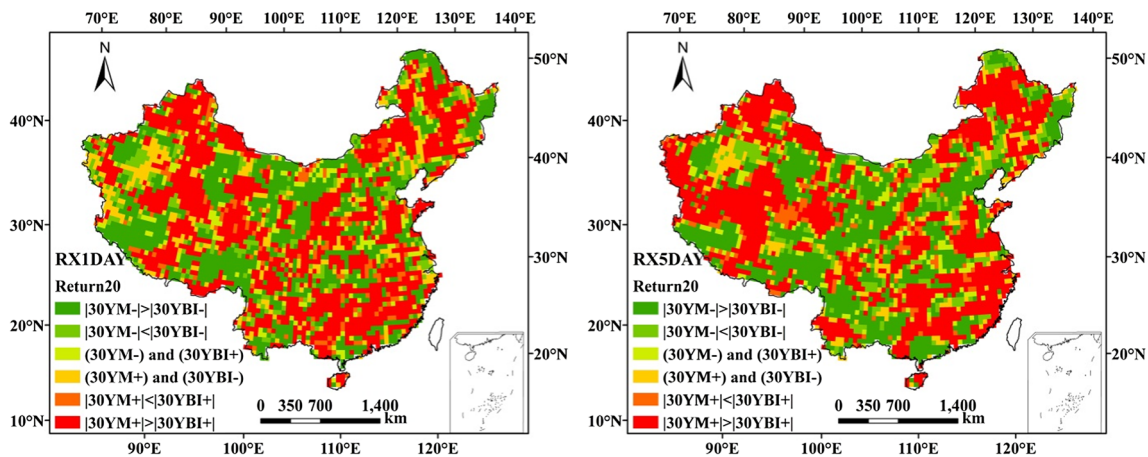 70°E 80°E 90°E 100°E 110°E 120°E 130°E 140°E
N
50°N
40°N
40°N
30°N
30°N
RX1DAY
Return20
|30YM-|>|30YBI-|
|30YM-|<|30YBI-|
20°N
(30YM-) and (30YBI+)
20°N
(30YM+) and (30YBI-)
|30YM+|<|30YBI+|
0 350 700 1,400
km
10°N
|30YM+|>|30YBI+|
90°E 100°E 110°E 120°E
70°E 80°E 90°E 100°E 110°E 120°E 130°E 140°E
N
50°N
40°N
40°N
30°N
30°N
RX5DAY
Return20
|30YM-|>|30YBI-|
|30YM-|<|30YBI-|
20°N
(30YM-) and (30YBI+)
20°N
(30YM+) and (30YBI-)
|30YM+|<|30YBI+|
0 350 700 1,400
km
10°N
|30YM+|>|30YBI+|
90°E 100°E 110°E 120°E